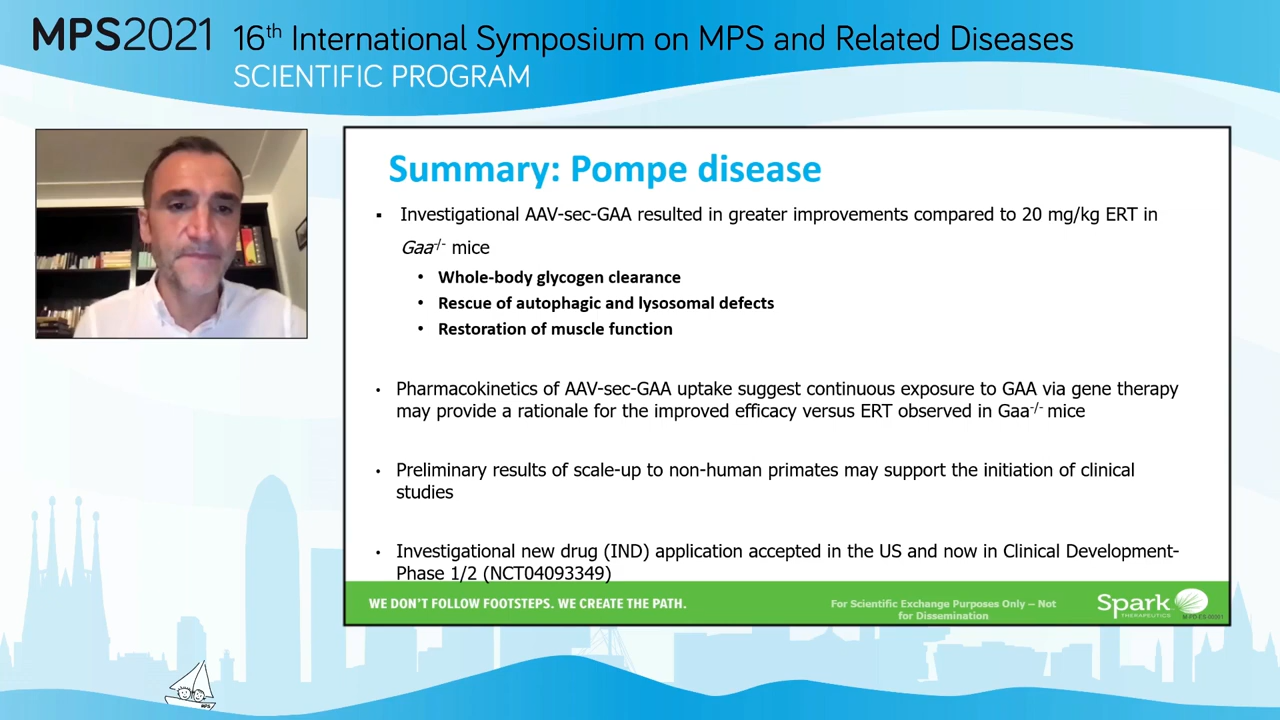 MPS2021 16th International Symposium on MPS and Related Diseases
SCIENTIFIC PROGRAM
Summary: Pompe disease
▪ Investigational AAV-sec-GAA resulted in greater improvements compared to 20 mg/kg ERT in
Gaa-/- mice
• Whole-body glycogen clearance
• Rescue of autophagic and lysosomal defects
• Restoration of muscle function
• Pharmacokinetics of AAV-sec-GAA uptake suggest continuous exposure to GAA via gene therapy
may provide a rationale for the improved efficacy versus ERT observed in Gaa-/- mice
• Preliminary results of scale-up to non-human primates may support the initiation of clinical
studies
• Investigational new drug (IND) application accepted in the US and now in Clinical Development-
Phase 1/2 (NCT04093349)
WE DON'T FOLLOW FOOTSTEPS. WE CREATE THE PATH.
For Scientific Exchange Purposes Only – Not
for Dissemination
Spark
THERAPEUTICS
MPS